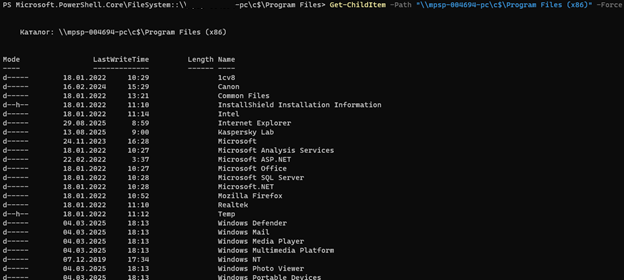 PS Microsoft.PowerShell.Core\FileSystem::\\ -pc\c$\Program Files> Get-ChildItem -Path "\\mpsp-004694-pc\c$\Program Files (x86)" -Force
Каталог: \\mpsp-004694-pc\c$\Program Files (x86)
Mode LastWriteTime Length Name
---- ------------- ------ ----
d----- 18.01.2022 10:29 1cv8
d----- 16.02.2024 15:29 Canon
d----- 18.01.2022 13:21 Common Files
d--h-- 18.01.2022 11:10 InstallShield Installation Information
d----- 18.01.2022 11:14 Intel
d----- 29.08.2025 8:59 Internet Explorer
d----- 13.08.2025 9:00 Kaspersky Lab
d----- 24.11.2023 16:28 Microsoft
d----- 18.01.2022 10:27 Microsoft Analysis Services
d----- 22.02.2022 3:37 Microsoft ASP.NET
d----- 18.01.2022 10:27 Microsoft Office
d----- 18.01.2022 10:28 Microsoft SQL Server
d----- 18.01.2022 10:28 Microsoft.NET
d----- 18.01.2022 10:52 Mozilla Firefox
d----- 18.01.2022 11:10 Realtek
d--h-- 18.01.2022 11:12 Temp
d----- 04.03.2025 18:13 Windows Defender
d----- 04.03.2025 18:13 Windows Mail
d----- 04.03.2025 18:13 Windows Media Player
d----- 04.03.2025 18:13 Windows Multimedia Platform
d----- 07.12.2019 17:34 Windows NT
d----- 04.03.2025 18:13 Windows Photo Viewer
d----- 04.03.2025 18:13 Windows Portable Devices